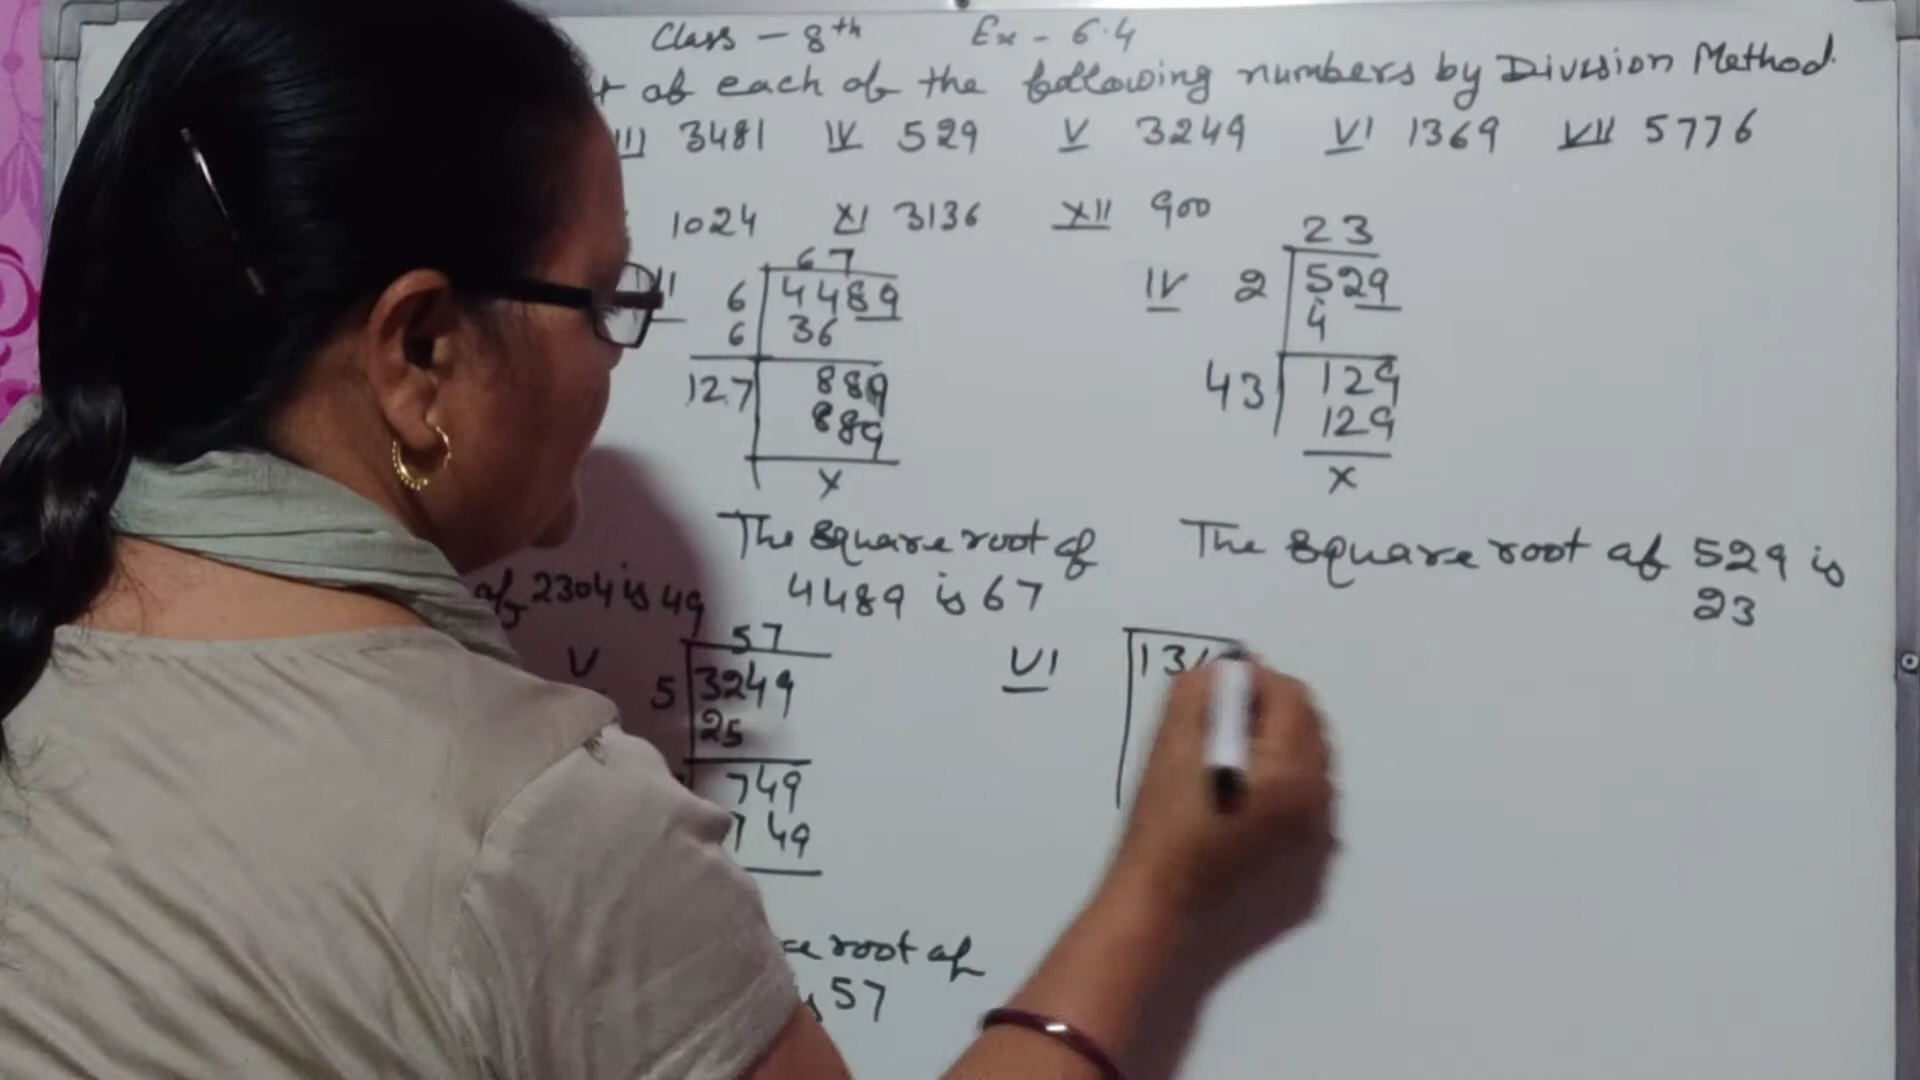 Class - 8th Ex - 6.4
of each of the following numbers by Division Method.
III 3481 IV 529 V 3249 VI 1369 VII 5776
1024 XI 3136 XII 900
67
6 4489
6 36
127 889
889
x
The square root of
4489 is 67
23
IV 2 529
4
43 129
129
x
The square root of 529 is
23
of 2304 is 49
57
V 5 3249
25
749
749
root of
57
VI 13